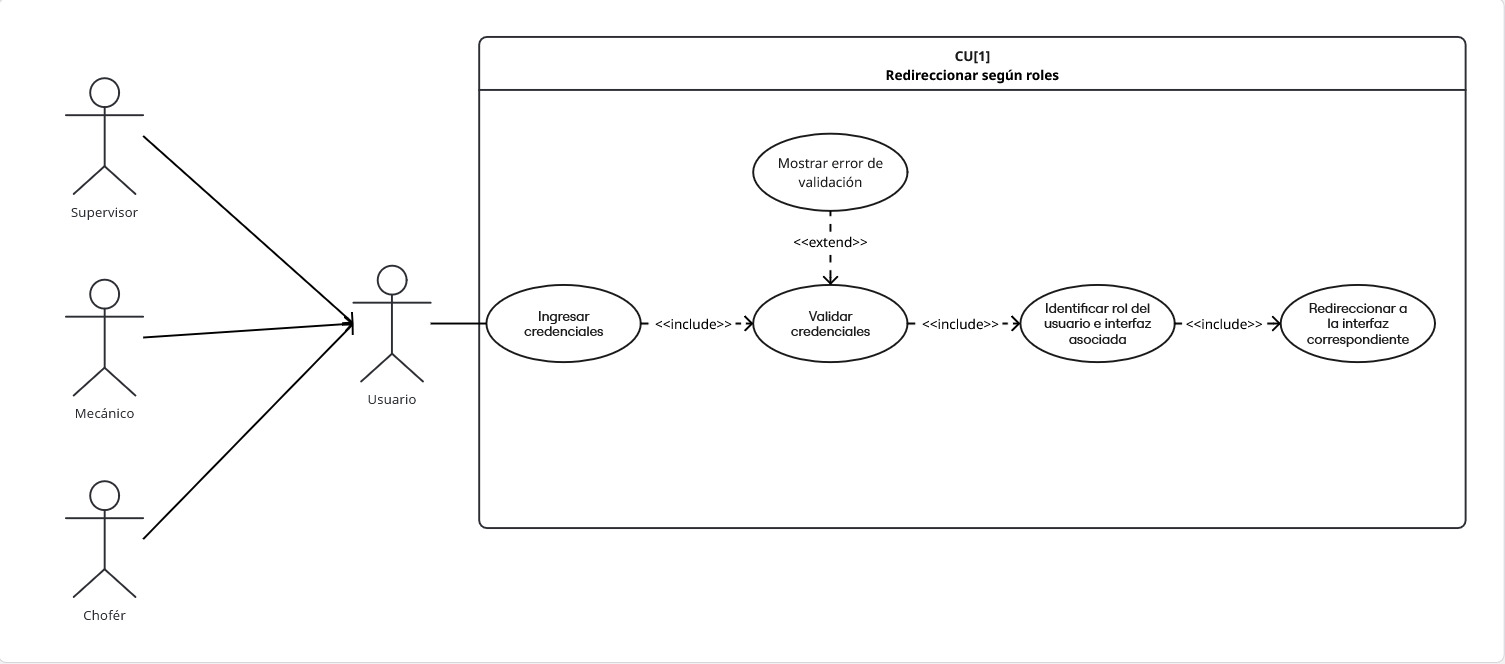 CU[1]
Redireccionar según roles
Supervisor
Mostrar error de
validación
<<extend>>
Mecánico
Usuario
Ingresar
credenciales
<<include>>
Validar
credenciales
<<include>>
Identificar rol del
usuario e interfaz
asociada
<<include>>
Redireccionar a
la interfaz
correspondiente
Chofér